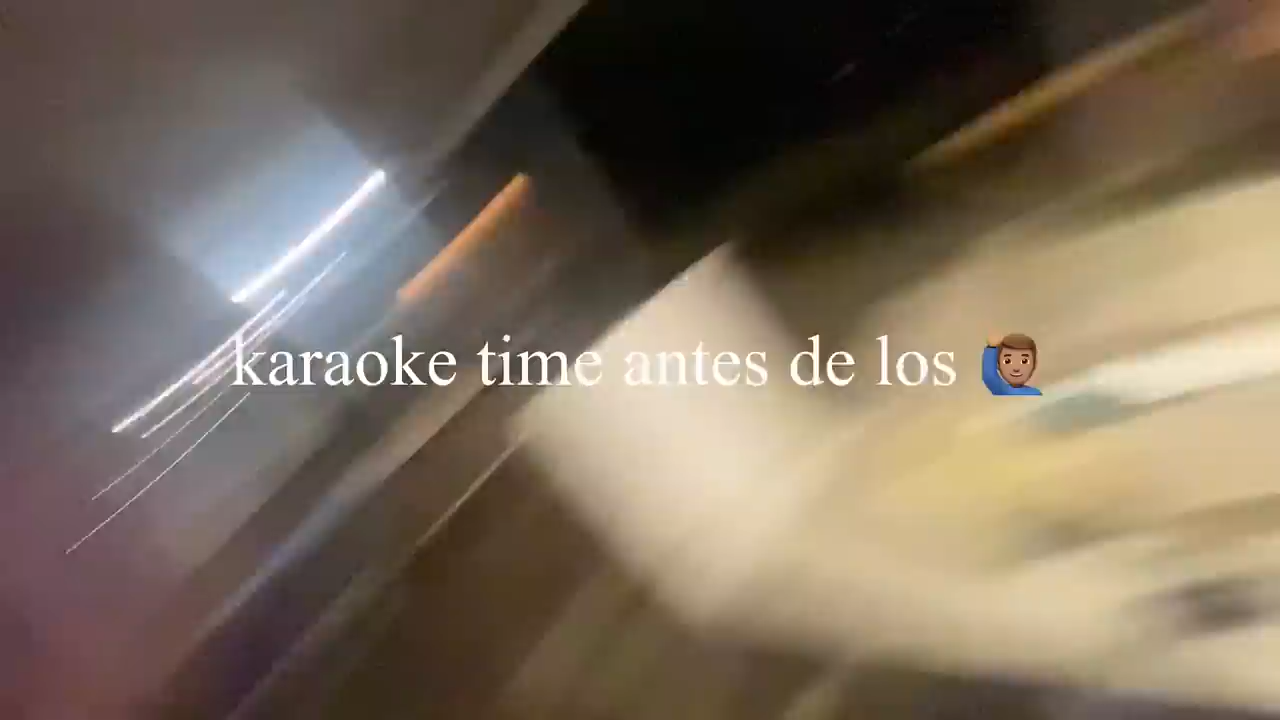 karaoke time antes de los 🙋🏽‍♂️